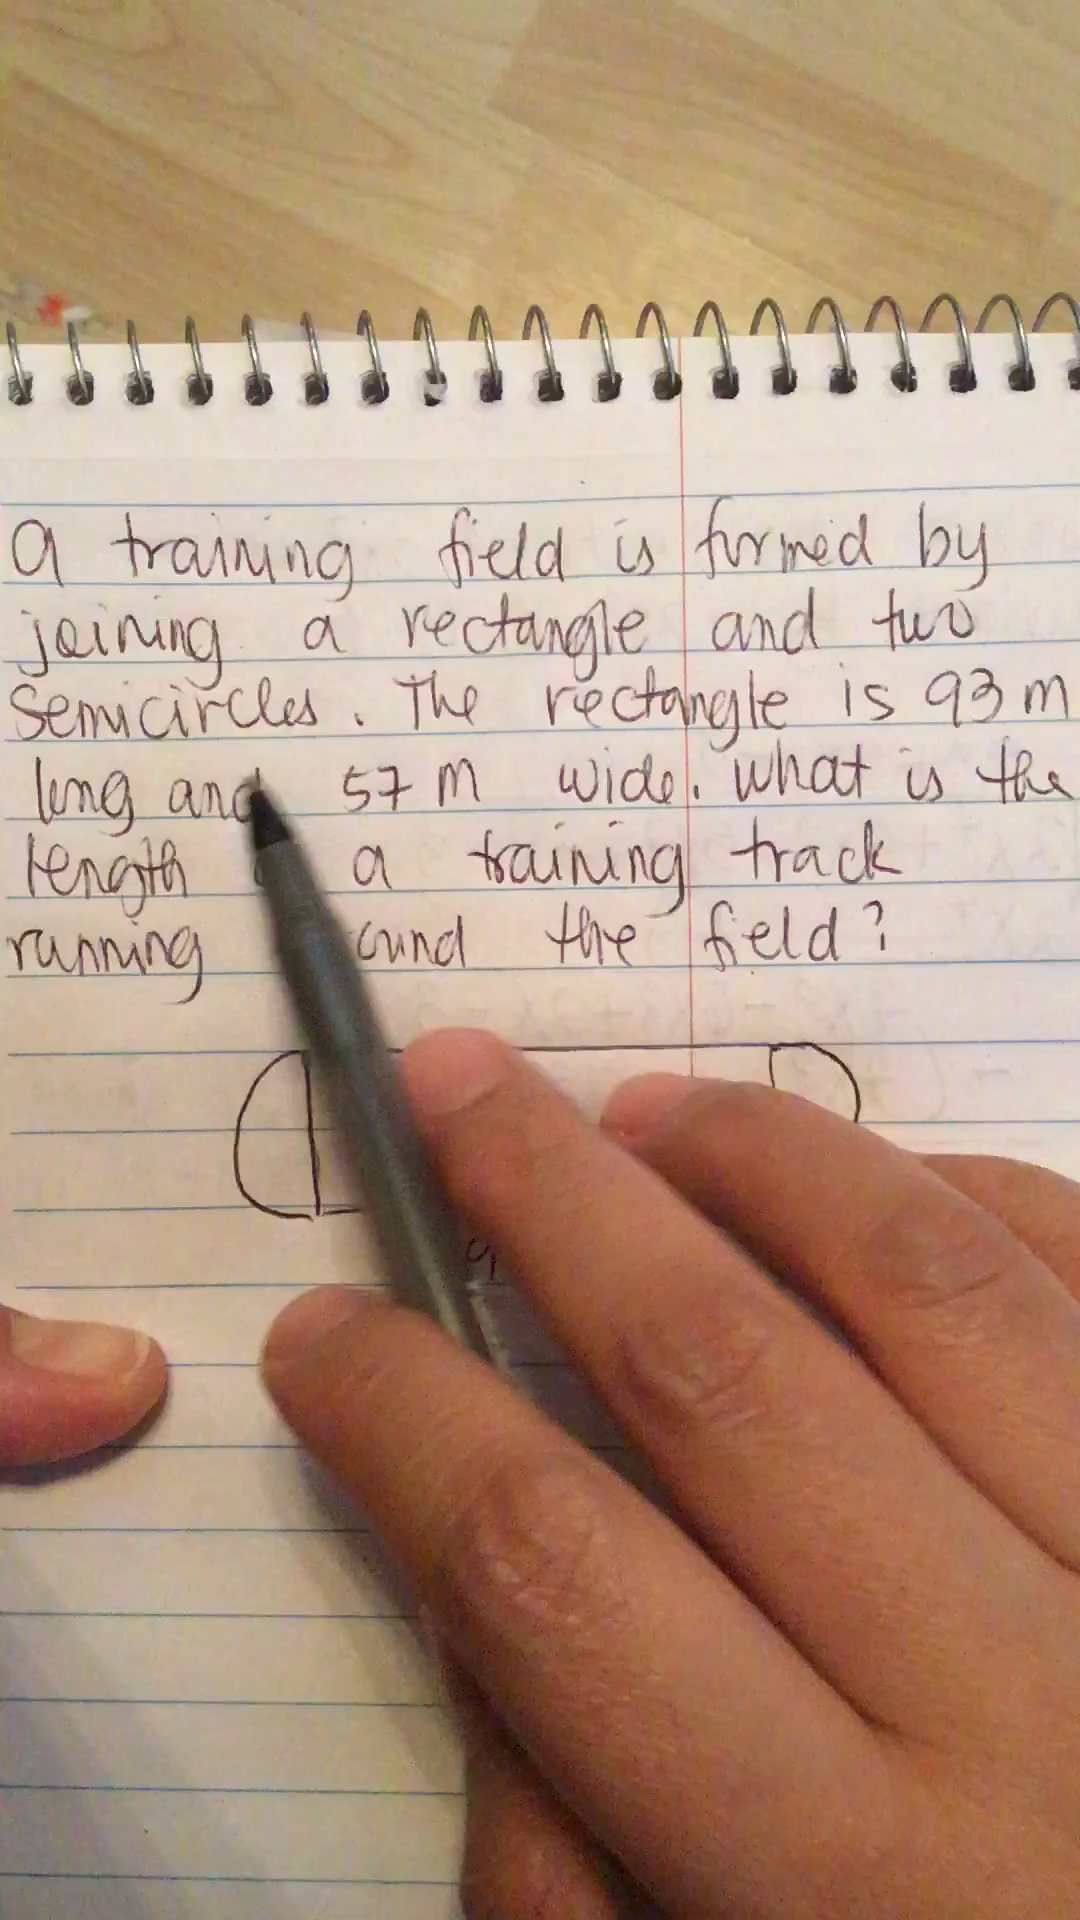 A training field is formed by
joining a rectangle and two
semicircles. The rectangle is 93 m
long and 57 m wide. What is the
length a training track
running the field?